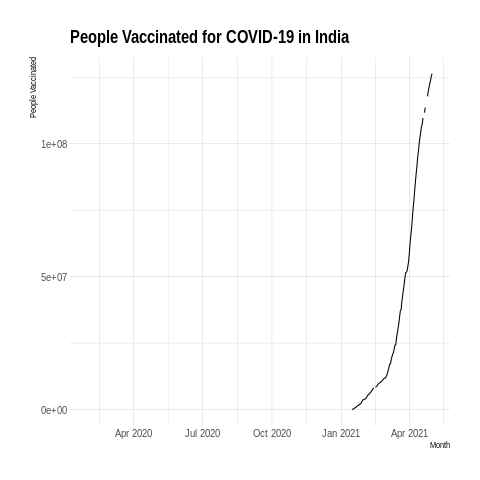 People Vaccinated for COVID-19 in India
People Vaccinated
1e+08
5e+07
0e+00
Apr 2020 Jul 2020 Oct 2020 Jan 2021 Apr 2021
Month